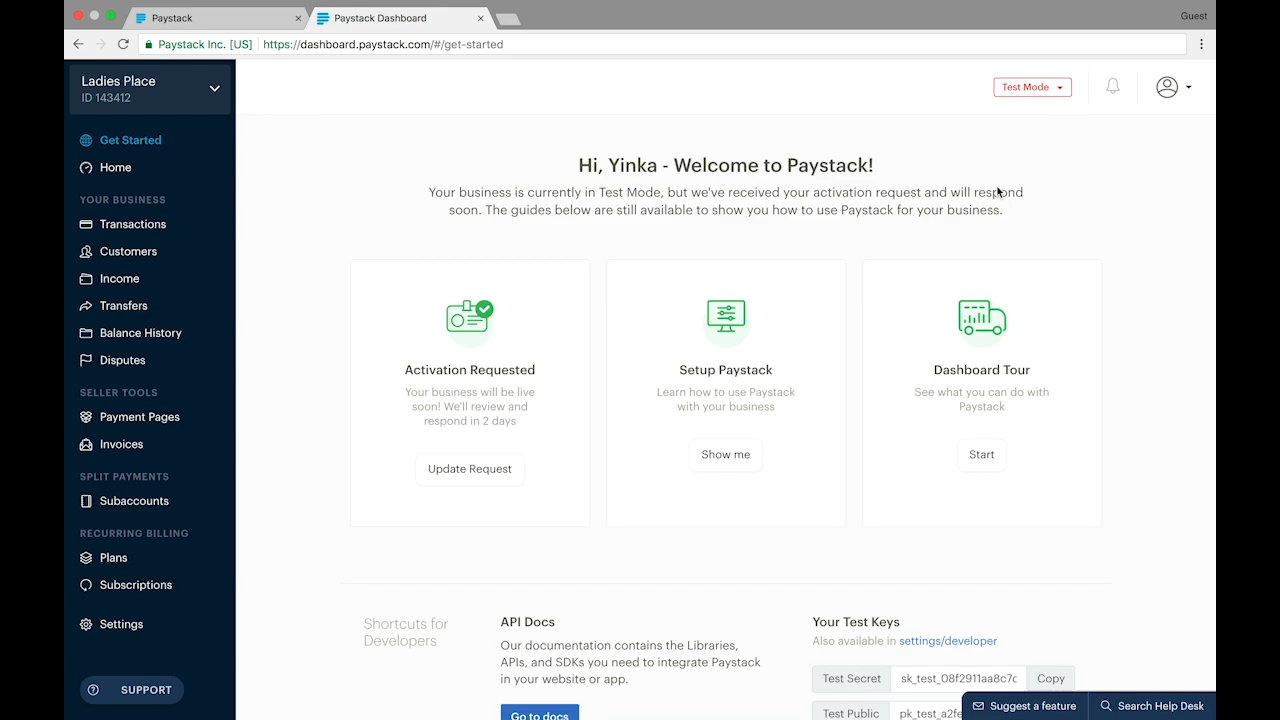 Paystack
Paystack Dashboard
Guest
Paystack Inc. [US]
https://dashboard.paystack.com/#/get-started
Ladies Place
ID 143412
Test Mode
Get Started
Home
YOUR BUSINESS
Transactions
Customers
Income
Transfers
Balance History
Disputes
SELLER TOOLS
Payment Pages
Invoices
SPLIT PAYMENTS
Subaccounts
RECURRING BILLING
Plans
Subscriptions
Settings
SUPPORT
Hi, Yinka - Welcome to Paystack!
Your business is currently in Test Mode, but we've received your activation request and will respond
soon. The guides below are still available to show you how to use Paystack for your business.
Activation Requested
Your business will be live
soon! We'll review and
respond in 2 days
Update Request
Setup Paystack
Learn how to use Paystack
with your business
Show me
Dashboard Tour
See what you can do with
Paystack
Start
Shortcuts for
Developers
API Docs
Our documentation contains the Libraries,
APIs, and SDKs you need to integrate Paystack
in your website or app.
Go to docs
Your Test Keys
Also available in settings/developer
Test Secret
sk_test_08f2911aa8c7c
Copy
Test Public
pk_test_a2fe
Suggest a feature
Search Help Desk